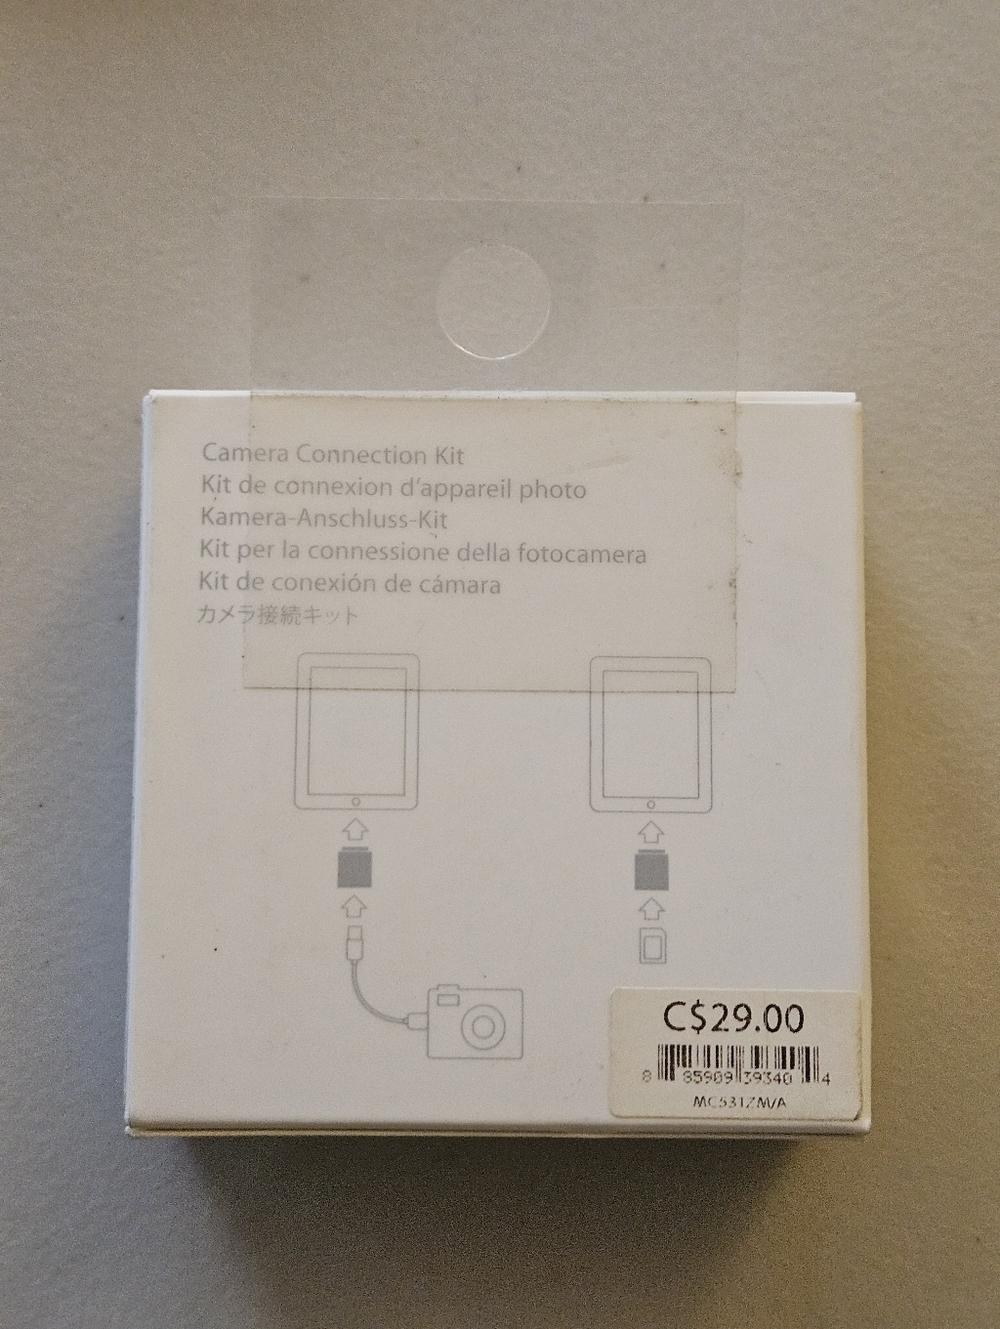 Camera Connection Kit
Kit de connexion d'appareil photo
Kamera-Anschluss-Kit
Kit per la connessione della fotocamera
Kit de conexión de cámara
カメラ接続キット
C$29.00
8 85909 39340 4
MC531ZM/A